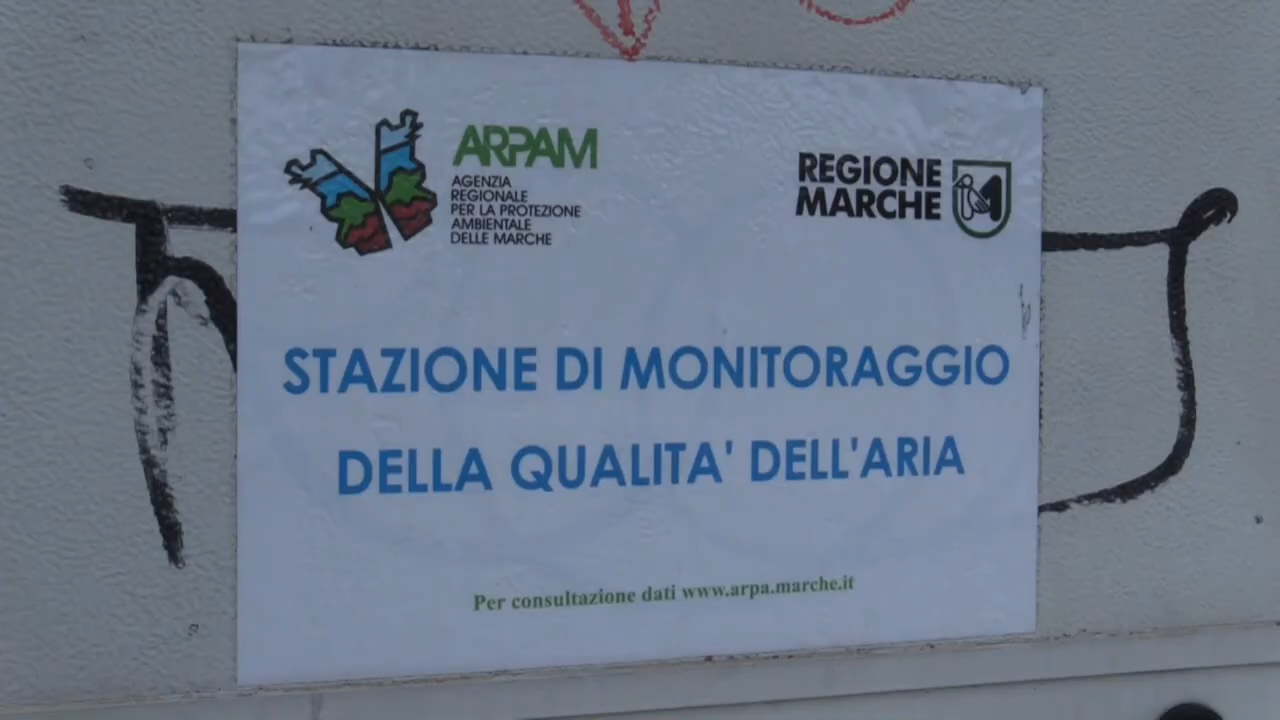 ARPAM
AGENZIA
REGIONALE
PER LA PROTEZIONE
AMBIENTALE
DELLE MARCHE
REGIONE
MARCHE
STAZIONE DI MONITORAGGIO
DELLA QUALITA' DELL'ARIA
Per consultazione dati www.arpa.marche.it